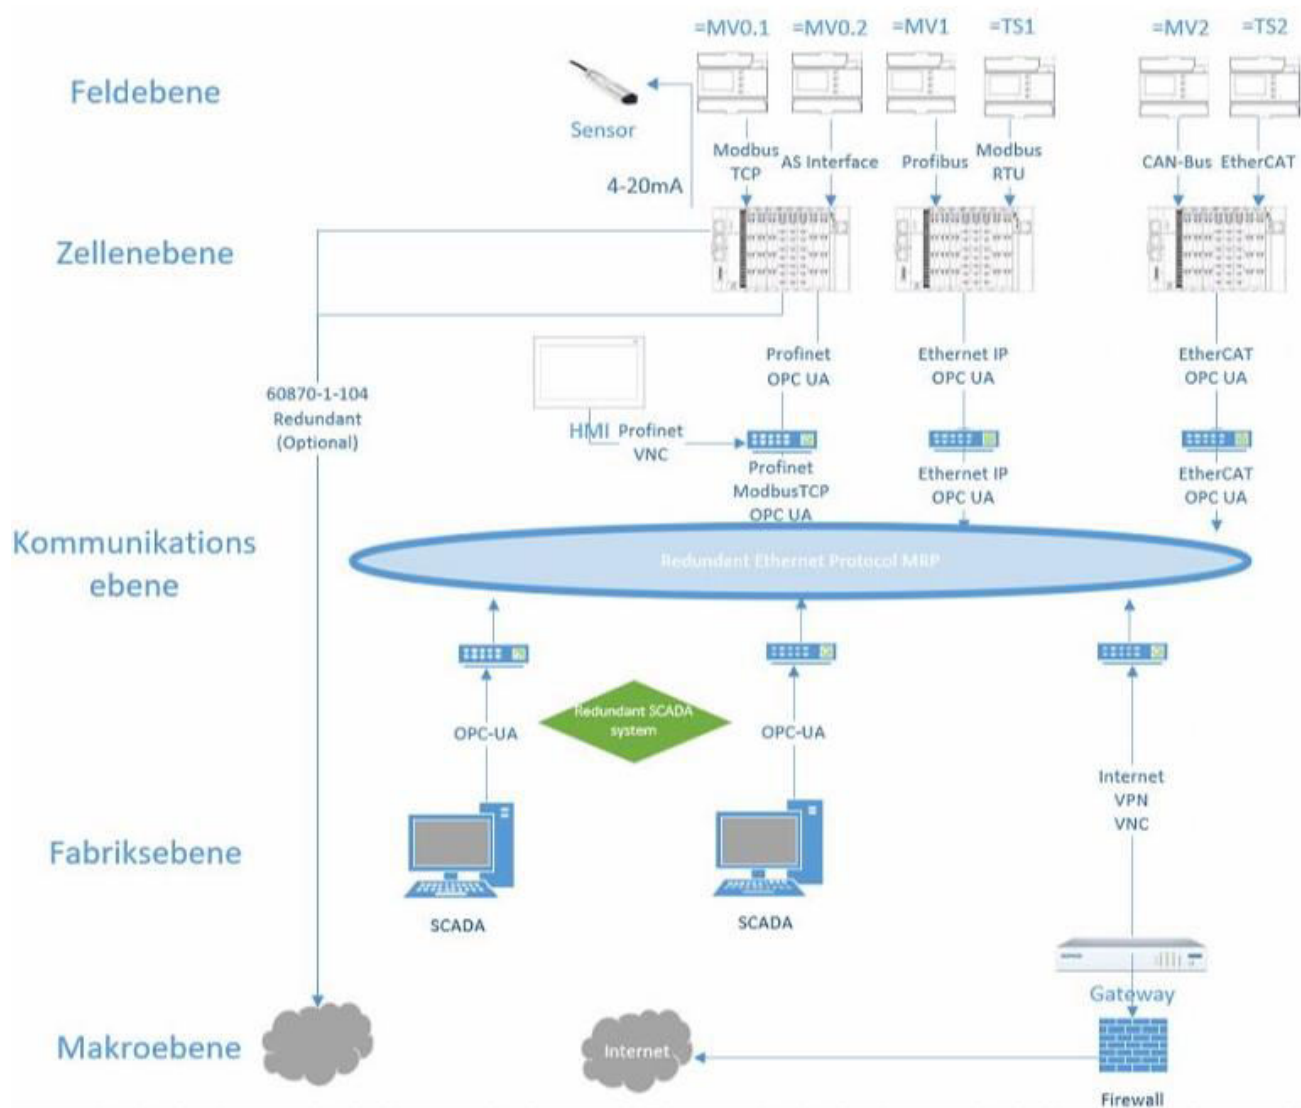 =MV0.1
=MV0.2
=MV1
=TS1
=MV2
=TS2
Feldebene
Sensor
Modbus
TCP
AS Interface
Profibus
Modbus
RTU
CAN-Bus
EtherCAT
4-20mA
Zellenebene
Profinet
OPC UA
Ethernet IP
OPC UA
EtherCAT
OPC UA
60870-1-104
Redundant
(Optional)
HMI
Profinet
VNC
Profinet
ModbusTCP
OPC UA
Ethernet IP
OPC UA
EtherCAT
OPC UA
Kommunikations
ebene
Redundant Ethernet Protocol MRP
Redundant SCADA
system
OPC-UA
OPC-UA
Internet
VPN
VNC
Fabriksebene
SCADA
SCADA
Gateway
Makroebene
Internet
Firewall